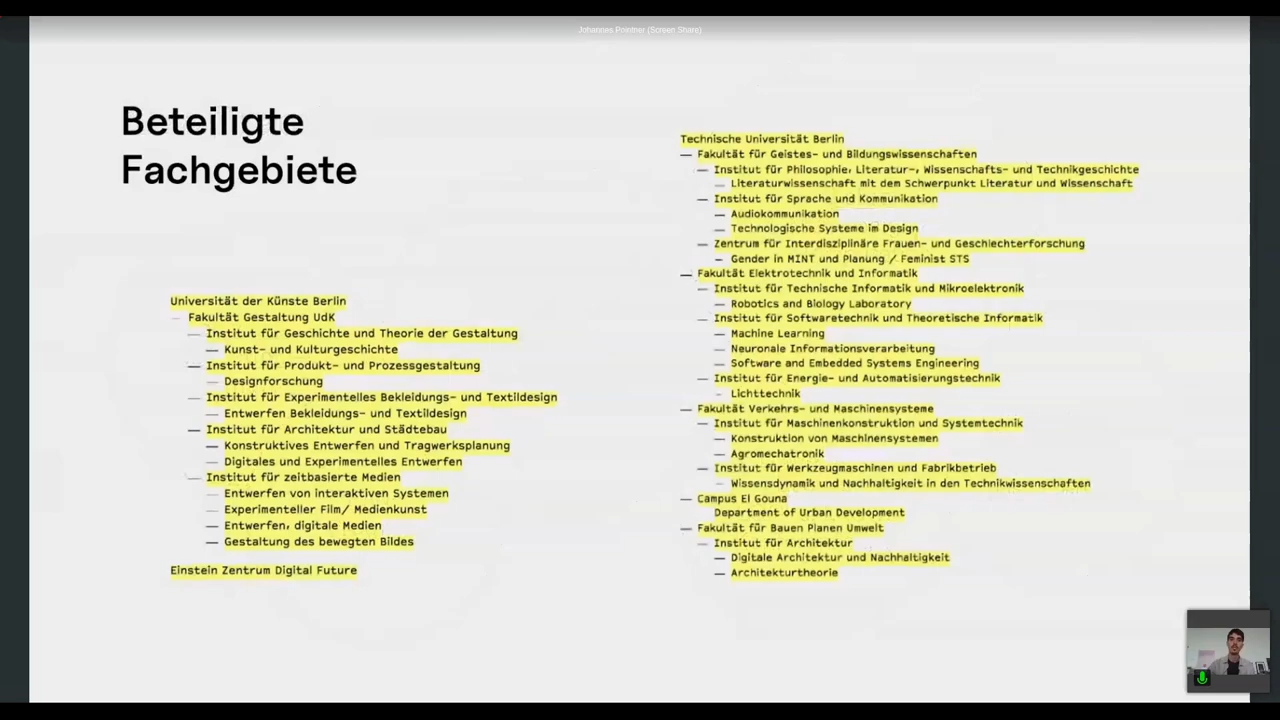 Johannes Pointner (Screen Share)
Beteiligte
Fachgebiete
Universität der Künste Berlin
— Fakultät Gestaltung UdK
— Institut für Geschichte und Theorie der Gestaltung
— Kunst- und Kulturgeschichte
— Institut für Produkt- und Prozessgestaltung
— Designforschung
— Institut für Experimentelles Bekleidungs- und Textildesign
— Entwerfen Bekleidungs- und Textildesign
— Institut für Architektur und Städtebau
— Konstruktives Entwerfen und Tragwerksplanung
— Digitales und Experimentelles Entwerfen
— Institut für zeitbasierte Medien
— Entwerfen von interaktiven Systemen
— Experimenteller Film/ Medienkunst
— Entwerfen, digitale Medien
— Gestaltung des bewegten Bildes
Einstein Zentrum Digital Future
Technische Universität Berlin
— Fakultät für Geistes- und Bildungswissenschaften
— Institut für Philosophie, Literatur-, Wissenschafts- und Technikgeschichte
— Literaturwissenschaft mit dem Schwerpunkt Literatur und Wissenschaft
— Institut für Sprache und Kommunikation
— Audiokommunikation
— Technologische Systeme im Design
— Zentrum für Interdisziplinäre Frauen- und Geschlechterforschung
— Gender in MINT und Planung / Feminist STS
— Fakultät Elektrotechnik und Informatik
— Institut für Technische Informatik und Mikroelektronik
— Robotics and Biology Laboratory
— Institut für Softwaretechnik und Theoretische Informatik
— Machine Learning
— Neuronale Informationsverarbeitung
— Software and Embedded Systems Engineering
— Institut für Energie- und Automatisierungstechnik
— Lichttechnik
— Fakultät Verkehrs- und Maschinensysteme
— Institut für Maschinenkonstruktion und Systemtechnik
— Konstruktion von Maschinensystemen
— Agromechatronik
— Institut für Werkzeugmaschinen und Fabrikbetrieb
— Wissensdynamik und Nachhaltigkeit in den Technikwissenschaften
— Campus El Gouna
Department of Urban Development
— Fakultät für Bauen Planen Umwelt
— Institut für Architektur
— Digitale Architektur und Nachhaltigkeit
— Architekturtheorie